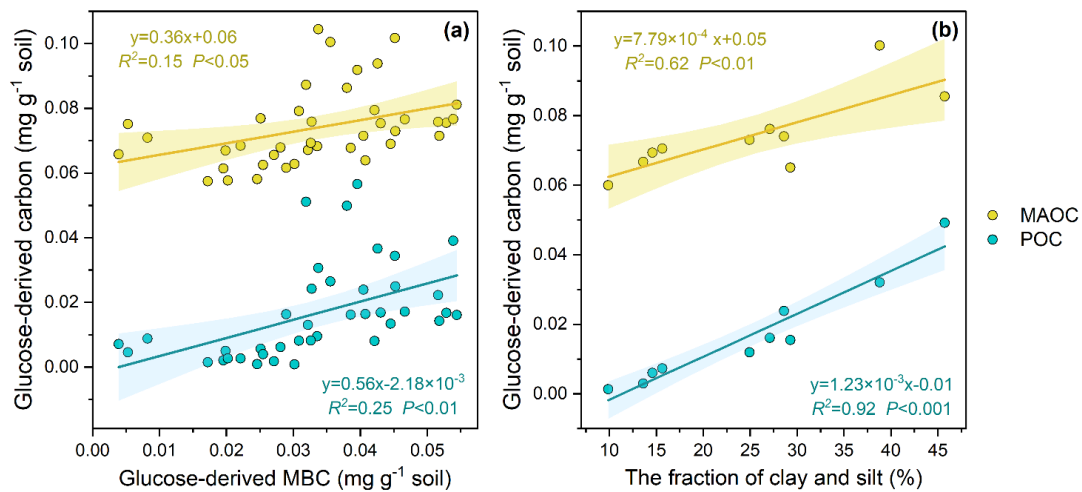 (a)
y=0.36x+0.06
R²=0.15 P<0.05
y=0.56x-2.18×10⁻³
R²=0.25 P<0.01
0.10
0.08
0.06
0.04
0.02
0.00
Glucose-derived carbon (mg g⁻¹ soil)
0.00 0.01 0.02 0.03 0.04 0.05
Glucose-derived MBC (mg g⁻¹ soil)
(b)
y=7.79×10⁻⁴ x+0.05
R²=0.62 P<0.01
y=1.23×10⁻³x-0.01
R²=0.92 P<0.001
0.10
0.08
0.06
0.04
0.02
0.00
Glucose-derived carbon (mg g⁻¹ soil)
10 15 20 25 30 35 40 45
The fraction of clay and silt (%)
MAOC
POC